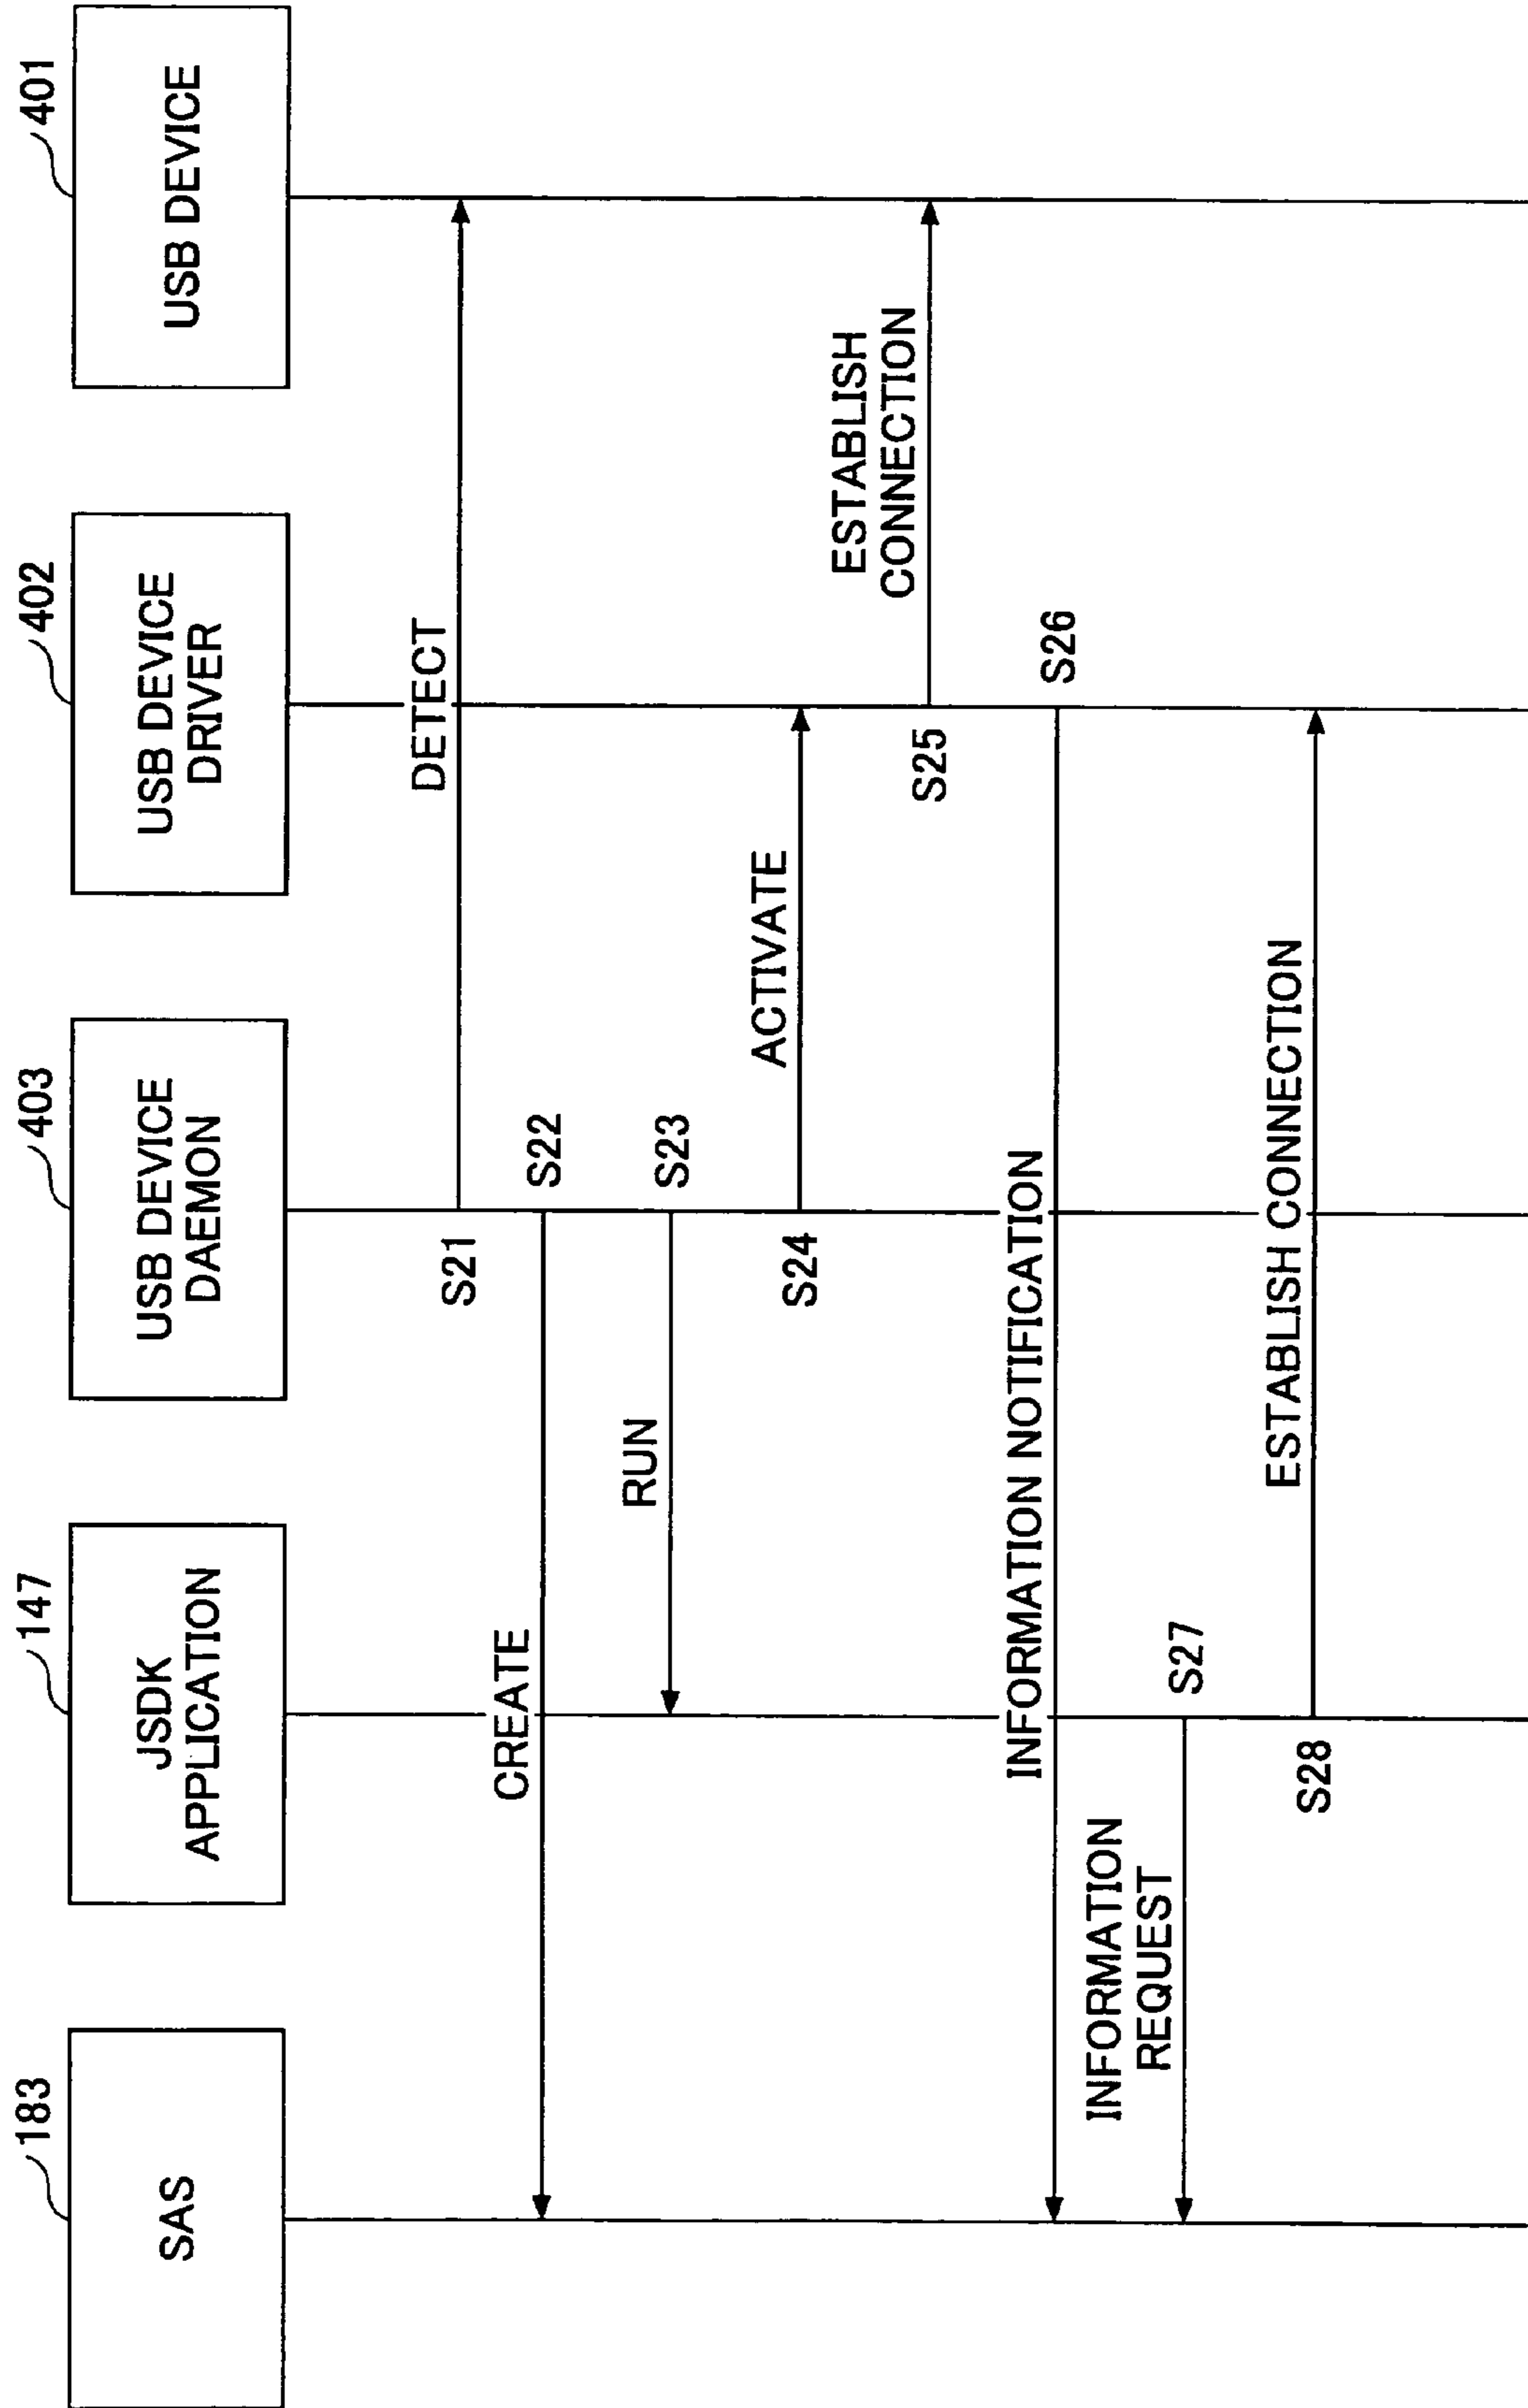 183
SAS
147
JSDK
APPLICATION
403
USB DEVICE
DAEMON
402
USB DEVICE
DRIVER
401
USB DEVICE
DETECT
S21
CREATE
S22
RUN
S23
ACTIVATE
S24
ESTABLISH
CONNECTION
S25
INFORMATION NOTIFICATION
S26
INFORMATION
REQUEST
S27
ESTABLISH CONNECTION
S28